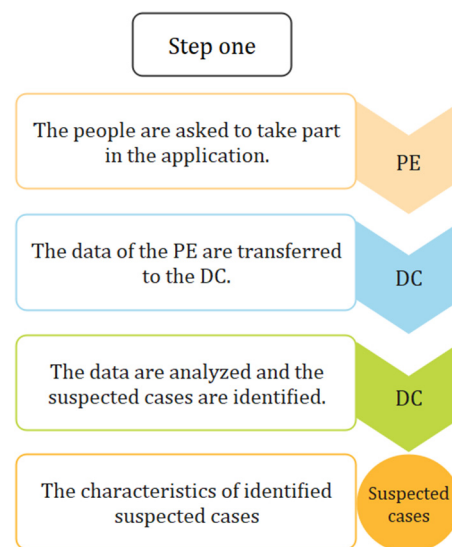 Step one
The people are asked to take part
in the application.
PE
The data of the PE are transferred
to the DC.
DC
The data are analyzed and the
suspected cases are identified.
DC
The characteristics of identified
suspected cases
Suspected
cases